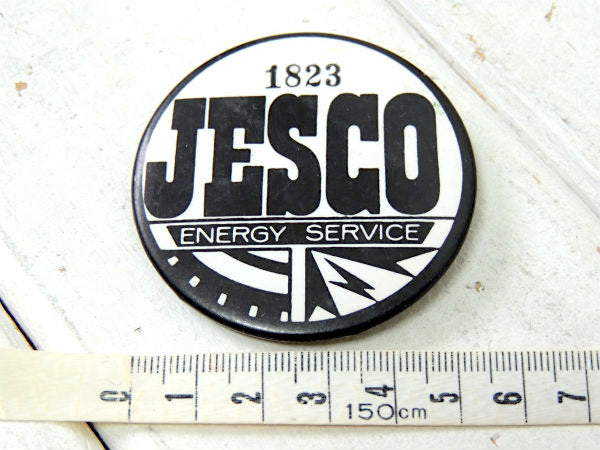 1823
JESCO
ENERGY SERVICE
0 1 2 3 4 5 6 7
150cm